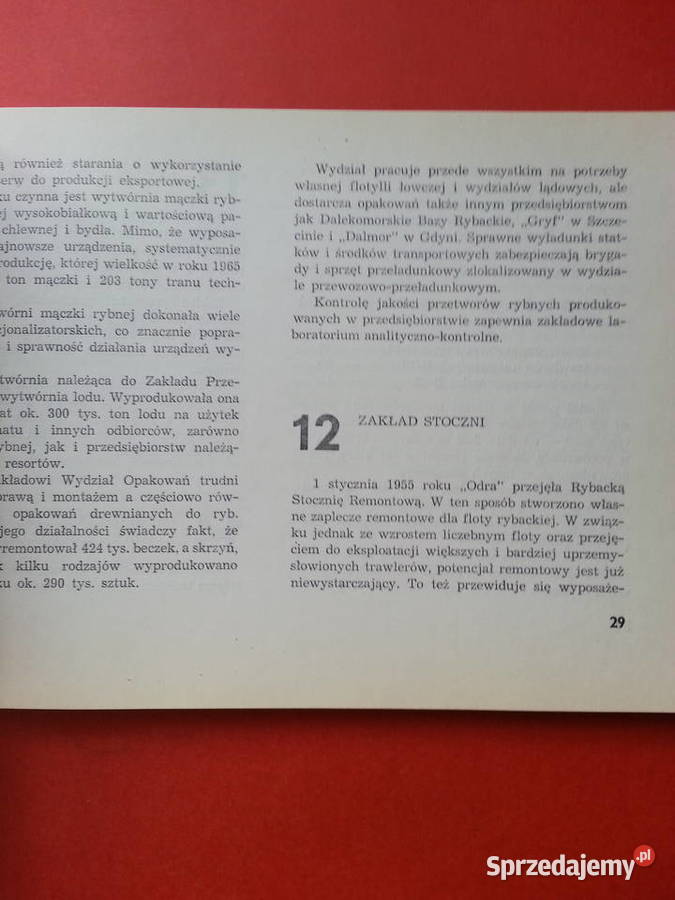 ą również starania o wykorzystanie
erw do produkcji eksportowej.
ku czynna jest wytwórnia mączki ryb-
ej wysokobiałkową i wartościową pa-
chlewnej i bydła. Mimo, że wyposa-
ajnowsze urządzenia, systematycznie
rodukcję, której wielkość w roku 1965
ton mączki i 203 tony tranu tech-
wórni mączki rybnej dokonała wiele
cjonalizatorskich, co znacznie popra-
i sprawność działania urządzeń wy-
twórnia należąca do Zakładu Prze-
wytwórnia lodu. Wyprodukowała ona
at ok. 300 tys. ton lodu na użytek
natu i innych odbiorców, zarówno
ybnej, jak i przedsiębiorstw należą-
resortów.
kładowi Wydział Opakowań trudni
prawą i montażem a częściowo rów-
opakowań drewnianych do ryb.
jego działalności świadczy fakt, że
remontował 424 tys. beczek, a skrzyń,
k kilku rodzajów wyprodukowano
ku ok. 290 tys. sztuk.
Wydział pracuje przede wszystkim na potrzeby
własnej flotylli łowczej i wydziałów lądowych, ale
dostarcza opakowań także innym przedsiębiorstwom
jak Dalekomorskie Bazy Rybackie, „Gryf" w Szcze-
cinie i „Dalmor" w Gdyni. Sprawne wyładunki stat-
ków i środków transportowych zabezpieczają bryga-
dy i sprzęt przeładunkowy zlokalizowany w wydzia-
le przewozowo-przeładunkowym.
Kontrolę jakości przetworów rybnych produko-
wanych w przedsiębiorstwie zapewnia zakładowe la-
boratorium analityczno-kontrolne.
12 ZAKŁAD STOCZNI
1 stycznia 1955 roku „Odra" przejęła Rybacką
Stocznię Remontową. W ten sposób stworzono włas-
ne zaplecze remontowe dla floty rybackiej. W związ-
ku jednak ze wzrostem liczebnym floty oraz przeję-
ciem do eksploatacji większych i bardziej uprzemy-
słowionych trawlerów, potencjał remontowy jest już
niewystarczający. To też przewiduje się wyposaże-
29
Sprzedajemy.pl